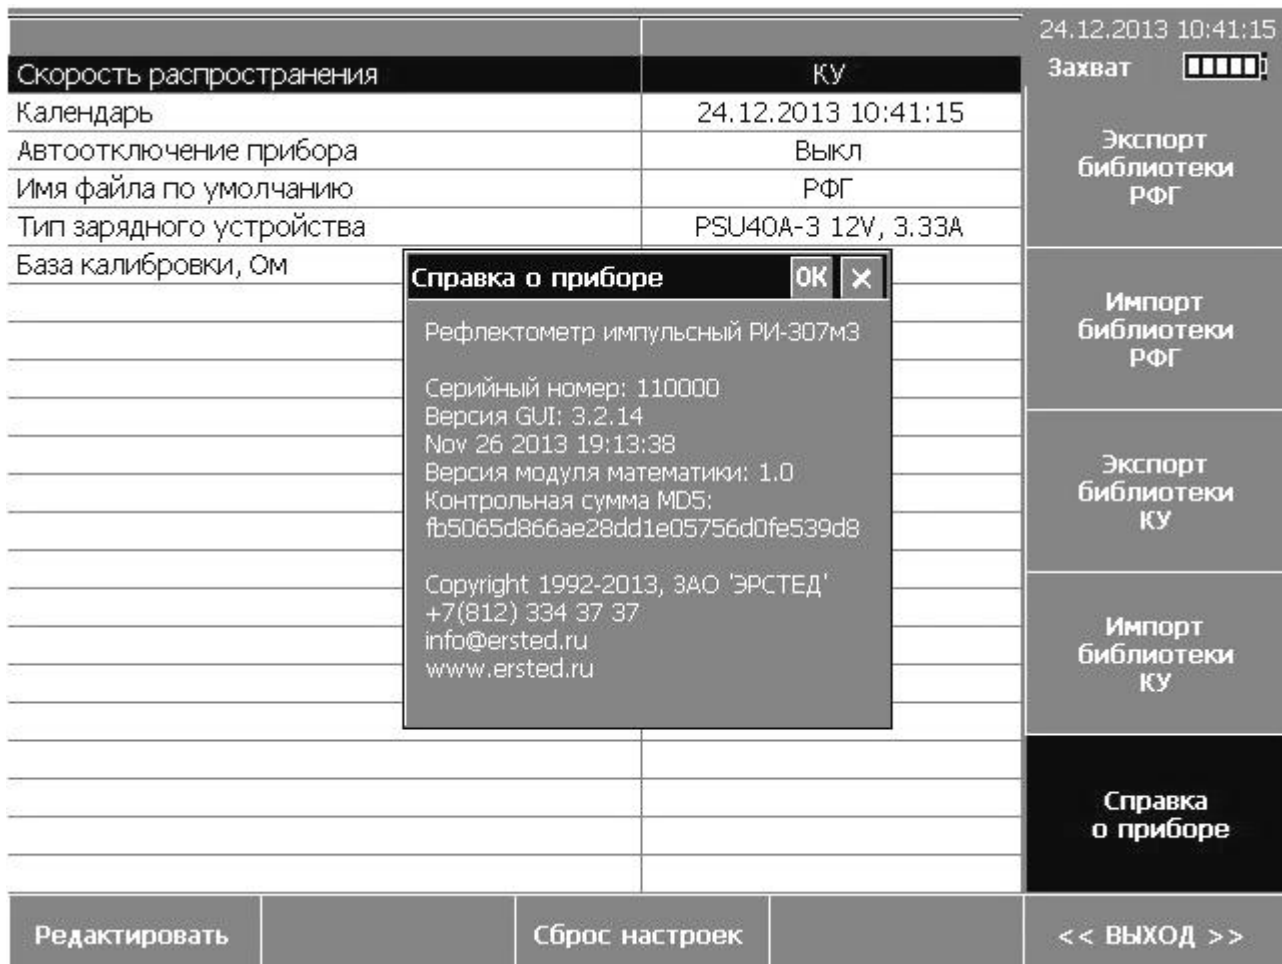 24.12.2013 10:41:15
Захват
Скорость распространения КУ
Календарь 24.12.2013 10:41:15
Автоотключение прибора Выкл
Имя файла по умолчанию РФГ
Тип зарядного устройства PSU40A-3 12V, 3.33A
База калибровки, Ом
Справка о приборе OK
Рефлектометр импульсный РИ-307м3
Серийный номер: 110000
Версия GUI: 3.2.14
Nov 26 2013 19:13:38
Версия модуля математики: 1.0
Контрольная сумма MD5:
fb5065d866ae28dd1e05756d0fe539d8
Copyright 1992-2013, ЗАО 'ЭРСТЕД'
+7(812) 334 37 37
info@ersted.ru
www.ersted.ru
Экспорт
библиотеки
РФГ
Импорт
библиотеки
РФГ
Экспорт
библиотеки
КУ
Импорт
библиотеки
КУ
Справка
о приборе
Редактировать
Сброс настроек
<< ВЫХОД >>